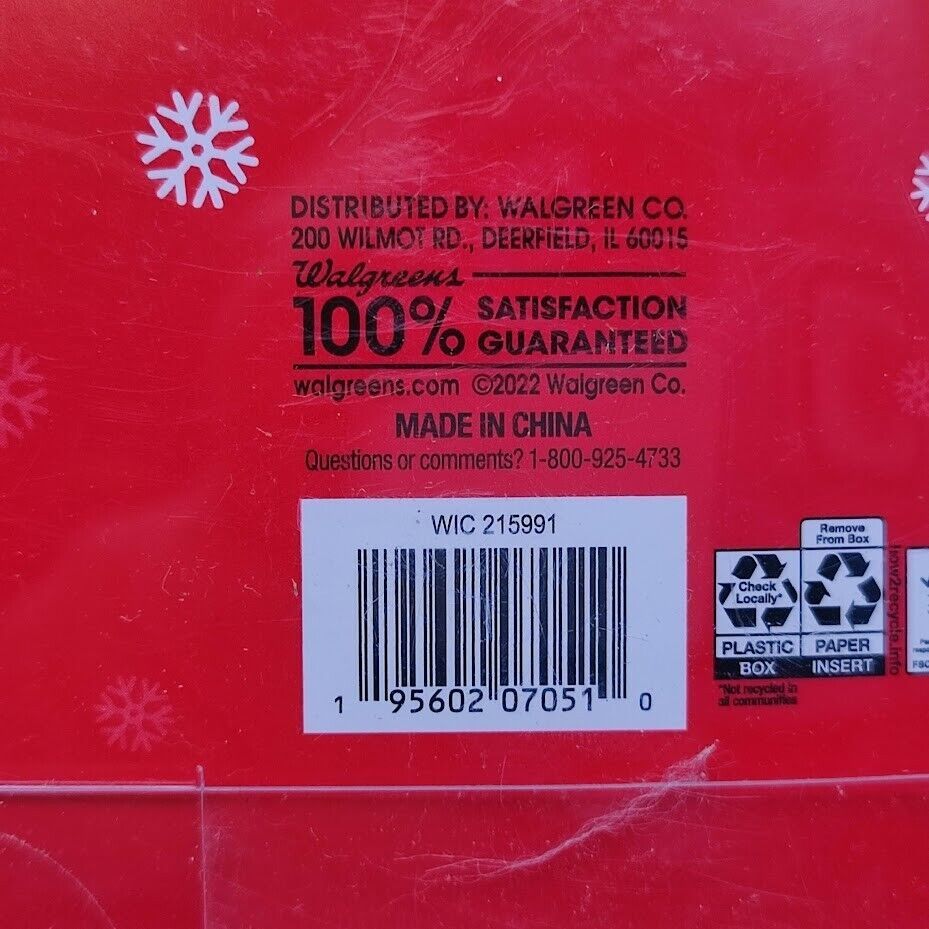 DISTRIBUTED BY: WALGREEN CO.
200 WILMOT RD., DEERFIELD, IL 60015
Walgreens
100% SATISFACTION
GUARANTEED
walgreens.com ©2022 Walgreen Co.
MADE IN CHINA
Questions or comments? 1-800-925-4733
WIC 215991
1 95602 07051 0
Remove
From Box
Check
Locally*
PLASTIC
BOX
PAPER
INSERT
*Not recycled in
all communities
how2recycle.info